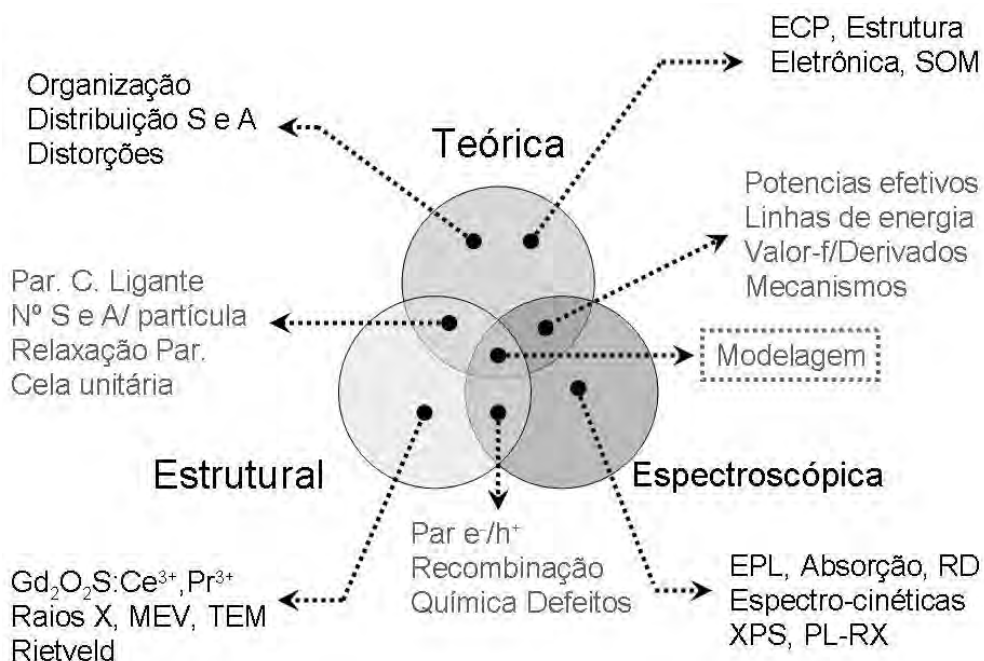 ECP, Estrutura
Eletrônica, SOM
Organização
Distribuição S e A
Distorções
Teórica
Potencias efetivos
Linhas de energia
Valor-f/Derivados
Mecanismos
Par. C. Ligante
Nº S e A/ partícula
Relaxação Par.
Cela unitária
Modelagem
Estrutural
Espectroscópica
Par e⁻/h⁺
Recombinação
Química Defeitos
Gd₂O₂S:Ce³⁺,Pr³⁺
Raios X, MEV, TEM
Rietveld
EPL, Absorção, RD
Espectro-cinéticas
XPS, PL-RX